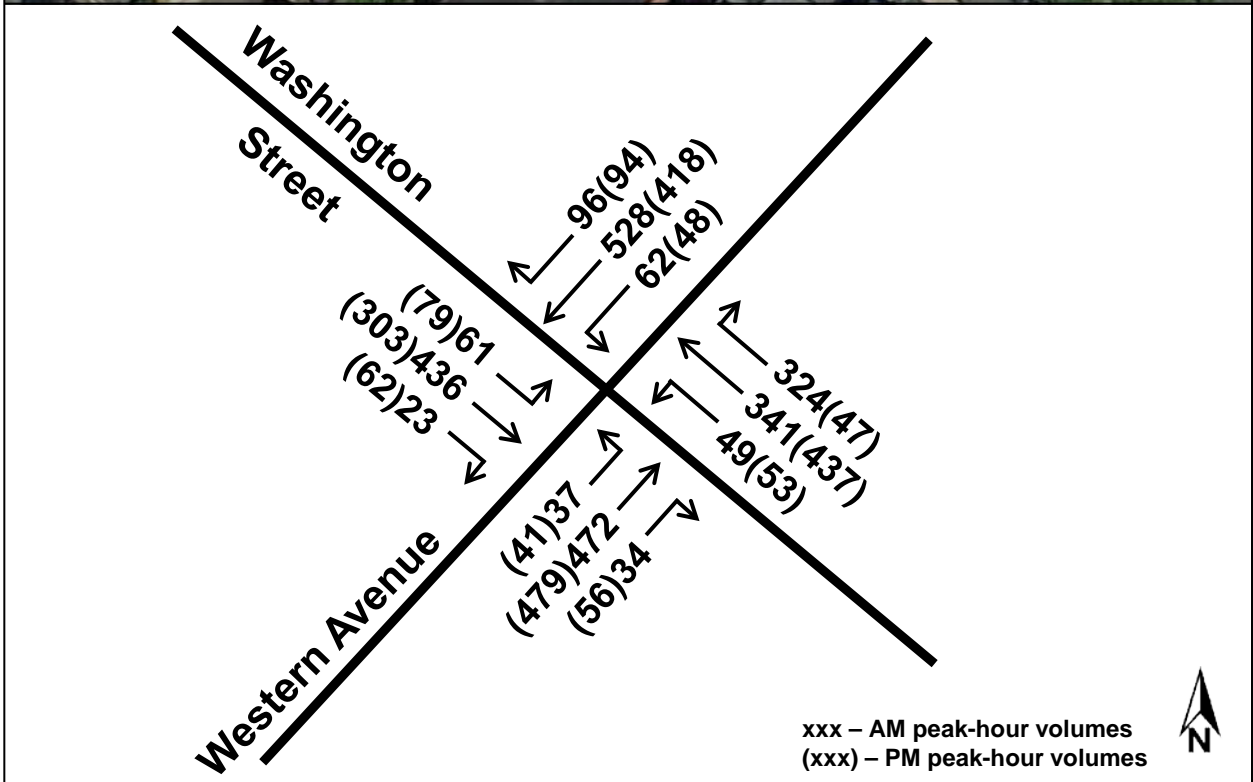 Washington
Street
96(94)
528(418)
62(48)
(79)61
(303)436
(62)23
324(47)
341(437)
49(53)
(41)37
(479)472
(56)34
Western Avenue
xxx – AM peak-hour volumes
(xxx) – PM peak-hour volumes
N